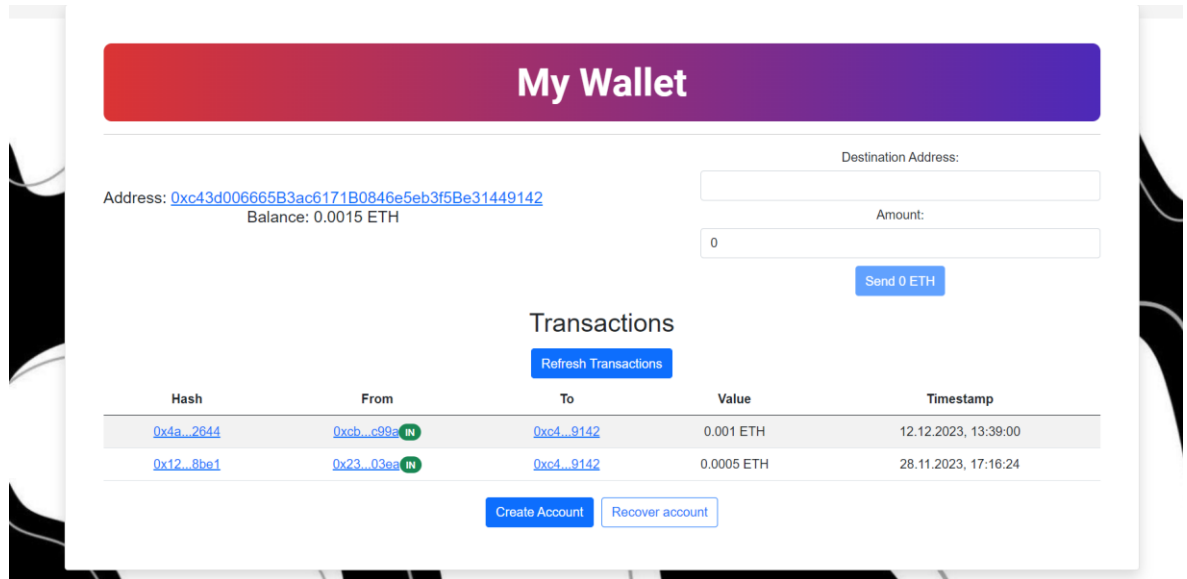 My Wallet
Address: 0xc43d006665B3ac6171B0846e5eb3f5Be31449142
Balance: 0.0015 ETH
Destination Address:
Amount:
0
Send 0 ETH
Transactions
Refresh Transactions
Hash From To Value Timestamp
0x4a...2644 0xcb...c99a IN 0xc4...9142 0.001 ETH 12.12.2023, 13:39:00
0x12...8be1 0x23...03ea IN 0xc4...9142 0.0005 ETH 28.11.2023, 17:16:24
Create Account Recover account